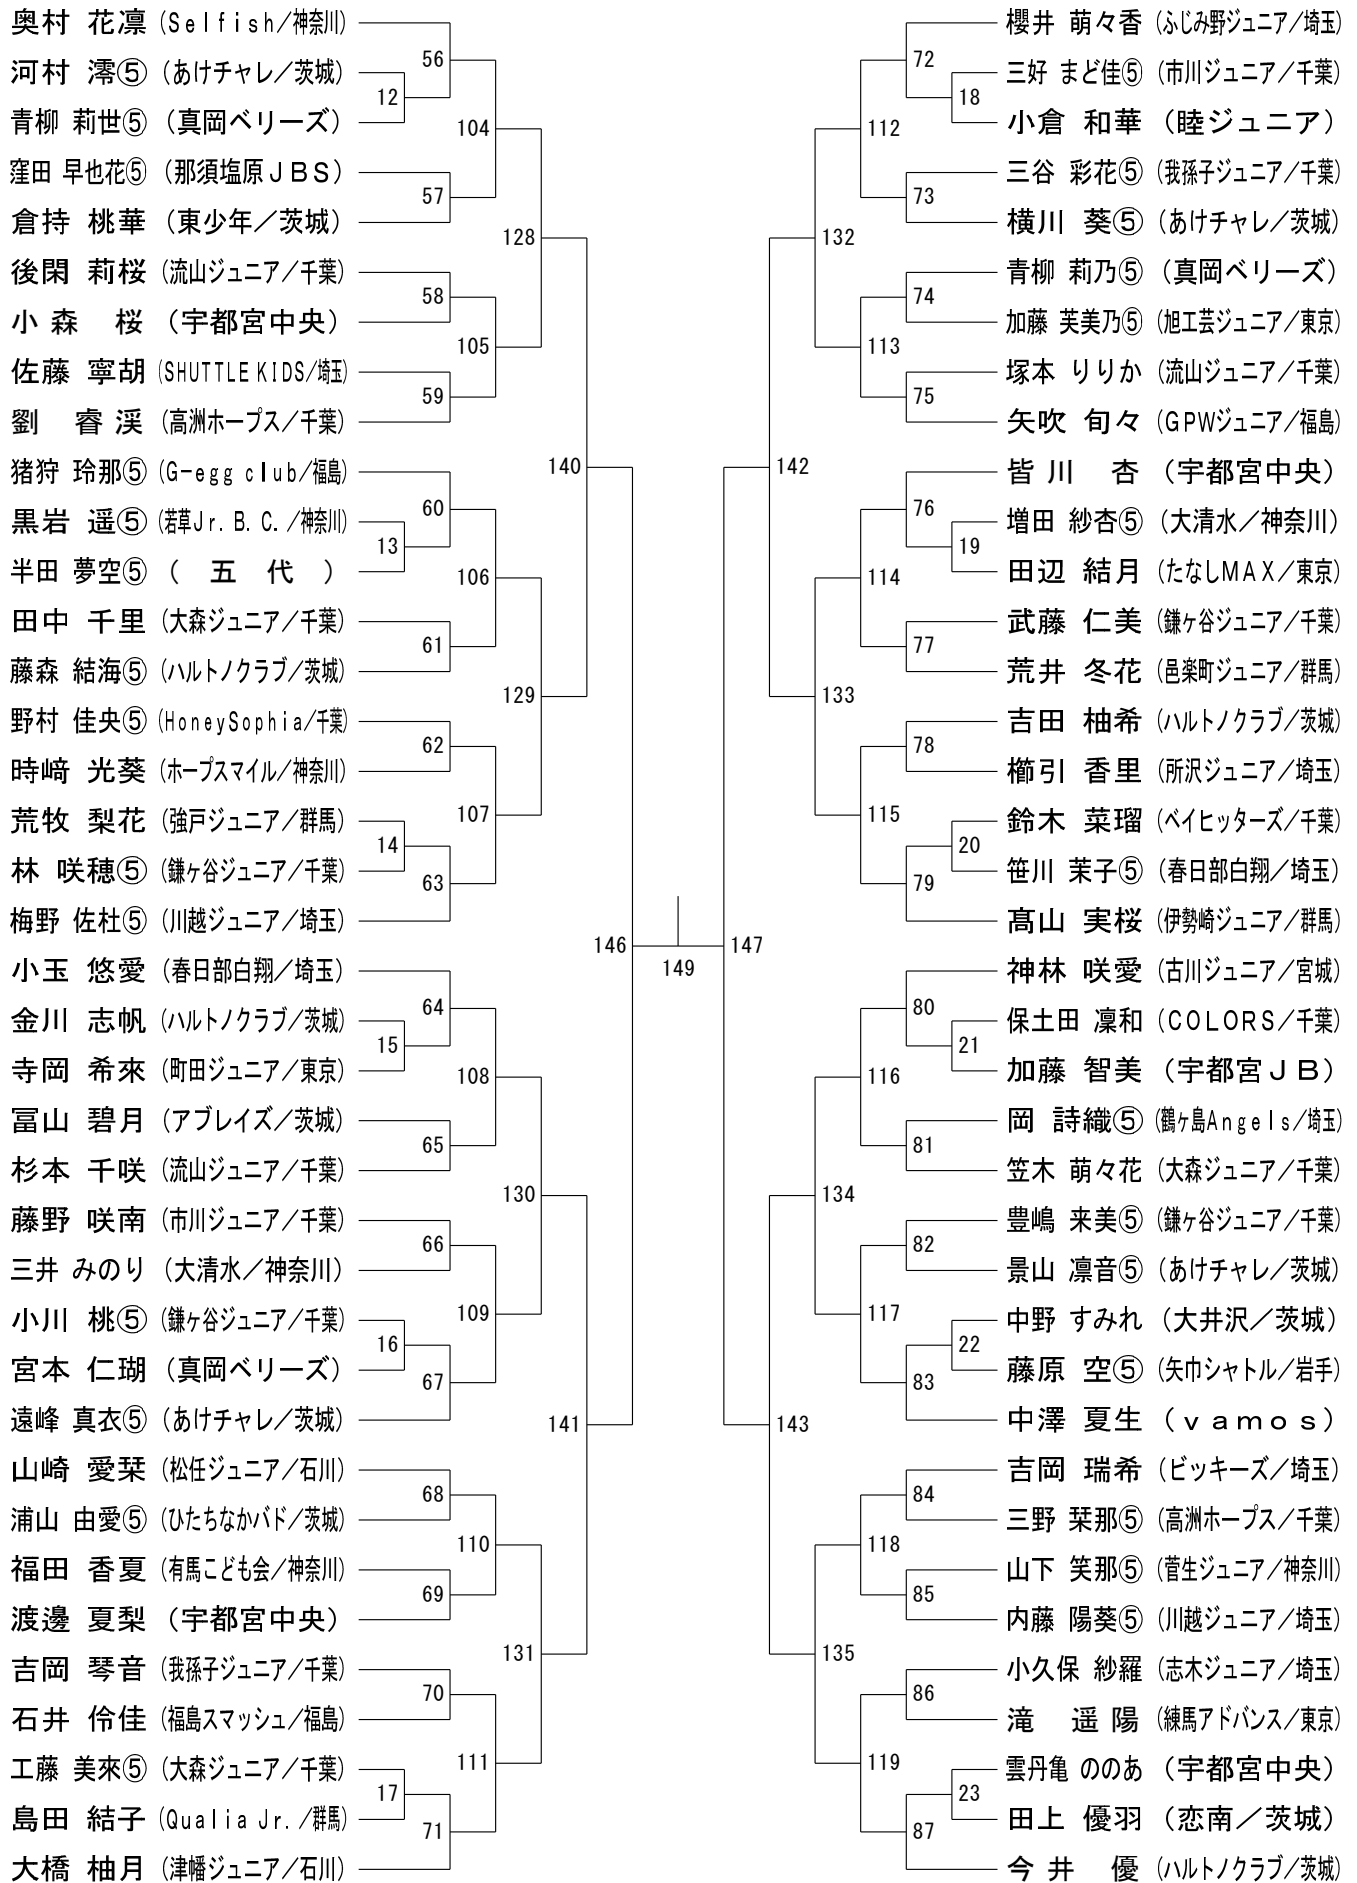 奥村 花凛 (Selfish/神奈川)
56
河村 澪⑤ (あけチャレ/茨城)
12
青柳 莉世⑤ (真岡ベリーズ)
104
窪田 早也花⑤ (那須塩原JBS)
57
倉持 桃華 (東少年/茨城)
128
後閑 莉桜 (流山ジュニア/千葉)
58
小森 桜 (宇都宮中央)
105
佐藤 寧胡 (SHUTTLE KIDS/埼玉)
59
劉 睿渓 (高洲ホープス/千葉)
140
猪狩 玲那⑤ (G-egg club/福島)
60
黒岩 遥⑤ (若草Jr.B.C./神奈川)
13
半田 夢空⑤ (五代)
106
田中 千里 (大森ジュニア/千葉)
61
藤森 結海⑤ (ハルトノクラブ/茨城)
129
野村 佳央⑤ (HoneySophia/千葉)
62
時﨑 光葵 (ホープスマイル/神奈川)
107
荒牧 梨花 (強戸ジュニア/群馬)
14
林 咲穂⑤ (鎌ヶ谷ジュニア/千葉)
63
梅野 佐杜⑤ (川越ジュニア/埼玉)
146
小玉 悠愛 (春日部白翔/埼玉)
64
金川 志帆 (ハルトノクラブ/茨城)
15
寺岡 希來 (町田ジュニア/東京)
108
冨山 碧月 (アブレイズ/茨城)
65
杉本 千咲 (流山ジュニア/千葉)
130
藤野 咲南 (市川ジュニア/千葉)
66
三井 みのり (大清水/神奈川)
109
小川 桃⑤ (鎌ヶ谷ジュニア/千葉)
16
宮本 仁瑚 (真岡ベリーズ)
67
遠峰 真衣⑤ (あけチャレ/茨城)
141
山崎 愛栞 (松任ジュニア/石川)
68
浦山 由愛⑤ (ひたちなかバド/茨城)
110
福田 香夏 (有馬こども会/神奈川)
69
渡邊 夏梨 (宇都宮中央)
131
吉岡 琴音 (我孫子ジュニア/千葉)
70
石井 伶佳 (福島スマッシュ/福島)
111
工藤 美來⑤ (大森ジュニア/千葉)
17
島田 結子 (Qualia Jr./群馬)
71
大橋 柚月 (津幡ジュニア/石川)
149
櫻井 萌々香 (ふじみ野ジュニア/埼玉)
72
三好 まど佳⑤ (市川ジュニア/千葉)
18
小倉 和華 (睦ジュニア)
112
三谷 彩花⑤ (我孫子ジュニア/千葉)
73
横川 葵⑤ (あけチャレ/茨城)
132
青柳 莉乃⑤ (真岡ベリーズ)
74
加藤 芙美乃⑤ (旭工芸ジュニア/東京)
113
塚本 りりか (流山ジュニア/千葉)
75
矢吹 旬々 (GPWジュニア/福島)
142
皆川 杏 (宇都宮中央)
76
増田 紗杏⑤ (大清水/神奈川)
19
田辺 結月 (たなしMAX/東京)
114
武藤 仁美 (鎌ヶ谷ジュニア/千葉)
77
荒井 冬花 (邑楽町ジュニア/群馬)
133
吉田 柚希 (ハルトノクラブ/茨城)
78
櫛引 香里 (所沢ジュニア/埼玉)
115
鈴木 菜瑠 (ベイヒッターズ/千葉)
20
笹川 茉子⑤ (春日部白翔/埼玉)
79
髙山 実桜 (伊勢崎ジュニア/群馬)
147
神林 咲愛 (古川ジュニア/宮城)
80
保土田 凜和 (COLORS/千葉)
21
加藤 智美 (宇都宮JB)
116
岡 詩織⑤ (鶴ヶ島Angels/埼玉)
81
笠木 萌々花 (大森ジュニア/千葉)
134
豊嶋 来美⑤ (鎌ヶ谷ジュニア/千葉)
82
景山 凛音⑤ (あけチャレ/茨城)
117
中野 すみれ (大井沢/茨城)
22
藤原 空⑤ (矢巾シャトル/岩手)
83
中澤 夏生 (vamos)
143
吉岡 瑞希 (ビッキーズ/埼玉)
84
三野 栞那⑤ (高洲ホープス/千葉)
118
山下 笑那⑤ (菅生ジュニア/神奈川)
85
内藤 陽葵⑤ (川越ジュニア/埼玉)
135
小久保 紗羅 (志木ジュニア/埼玉)
86
滝 遥陽 (練馬アドバンス/東京)
119
雲丹亀 ののあ (宇都宮中央)
23
田上 優羽 (恋南/茨城)
87
今井 優 (ハルトノクラブ/茨城)